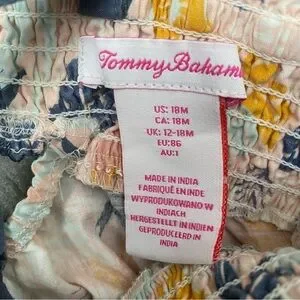 Tommy Bahama
US: 18M
CA: 18M
UK: 12-18M
EU: 86
AU: 1
MADE IN INDIA
FABRIQUÉ EN INDE
WYPRODUKOWANO W
INDIACH
HERGESTELLT IN INDIEN
GEPRODUCEERD IN
INDIA